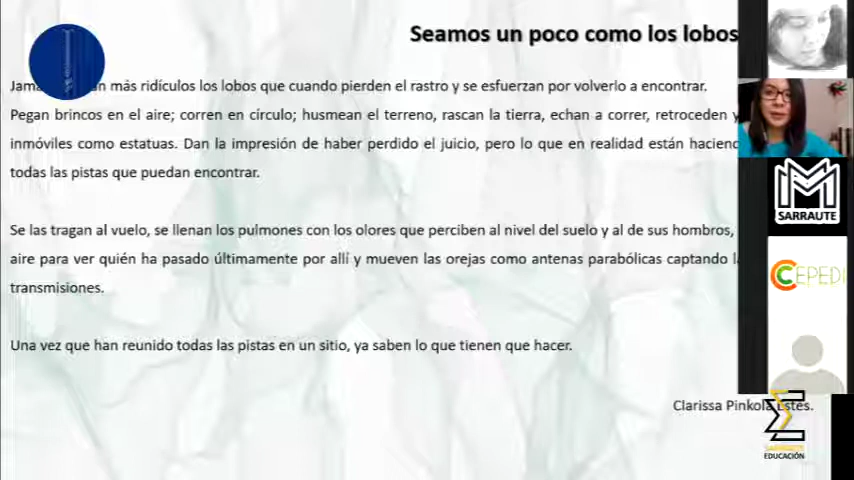 Seamos un poco como los lobos
más ridículos los lobos que cuando pierden el rastro y se esfuerzan por volverlo a encontrar.
Pegan brincos en el aire; corren en círculo; husmean el terreno, rascan la tierra, echan a correr, retroceden y
inmóviles como estatuas. Dan la impresión de haber perdido el juicio, pero lo que en realidad están
todas las pistas que puedan encontrar.
Se las tragan al vuelo, se llenan los pulmones con los olores que perciben al nivel del suelo y al de sus hombros,
aire para ver quién ha pasado últimamente por allí y mueven las orejas como antenas parabólicas captando
transmisiones.
Una vez que han reunido todas las pistas en un sitio, ya saben lo que tienen que hacer.
Clarissa Pinkola Estés.
SARRAUTE
CEPEDI
SARRAUTE
EDUCACIÓN